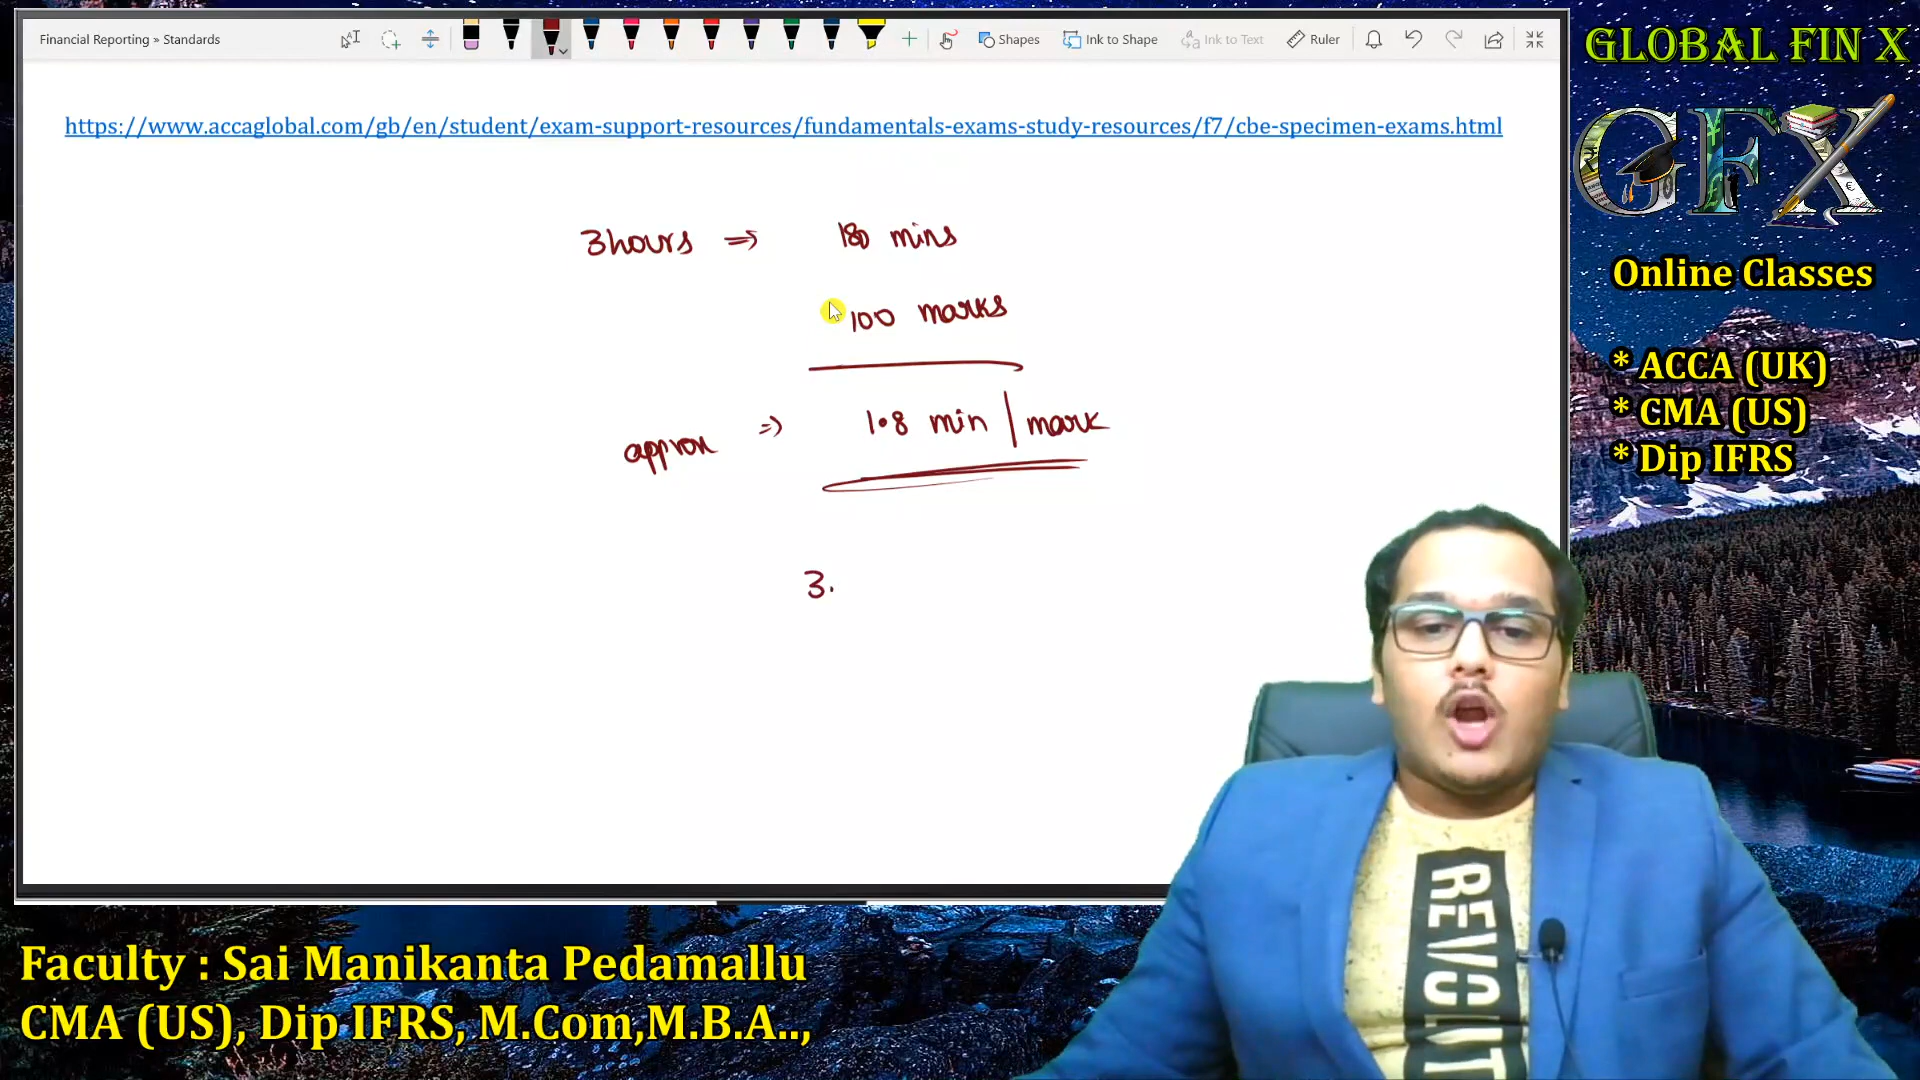 Financial Reporting » Standards
Shapes
Ink to Shape
Ink to Text
Ruler
https://www.accaglobal.com/gb/en/student/exam-support-resources/fundamentals-exams-study-resources/f7/cbe-specimen-exams.html
3hours ⇒ 180 mins
100 marks
approx ⇒ 1.8 min | mark
3.
GLOBAL FIN X
GFX
Online Classes
* ACCA (UK)
* CMA (US)
* Dip IFRS
REVOLT
Faculty : Sai Manikanta Pedamallu
CMA (US), Dip IFRS, M.Com,M.B.A..,